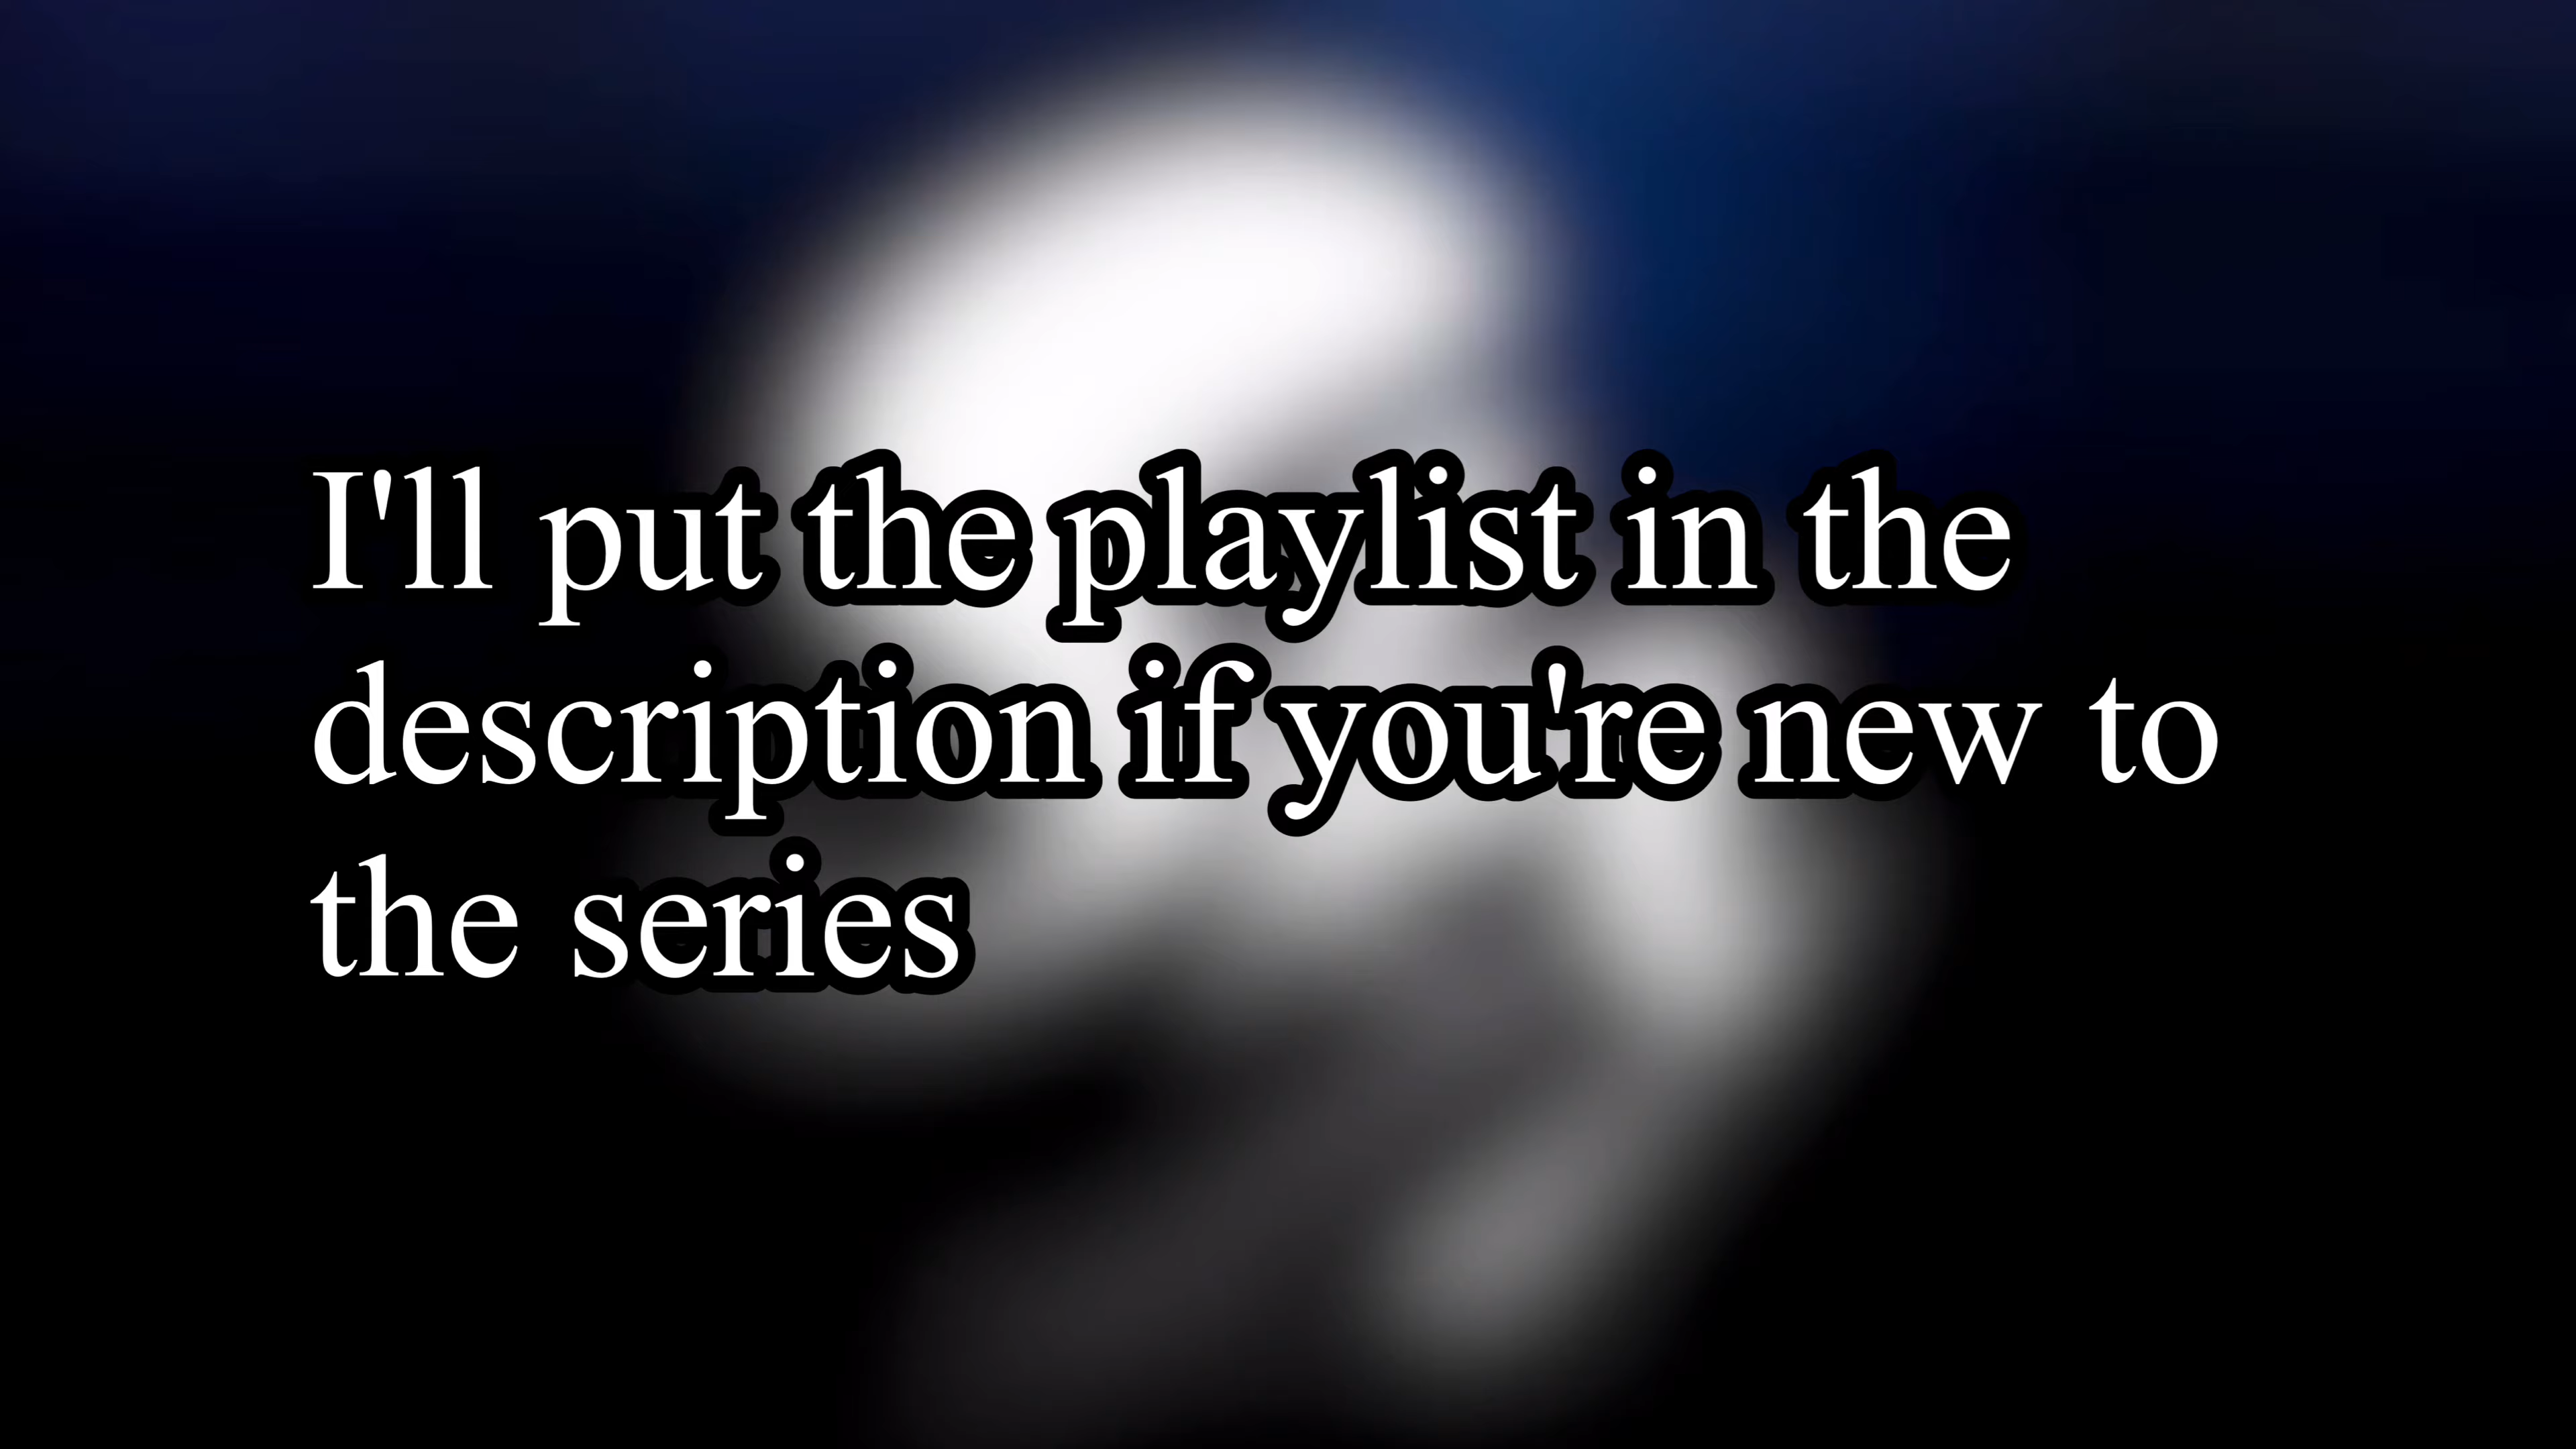 I'll put the playlist in the
description if you're new to
the series